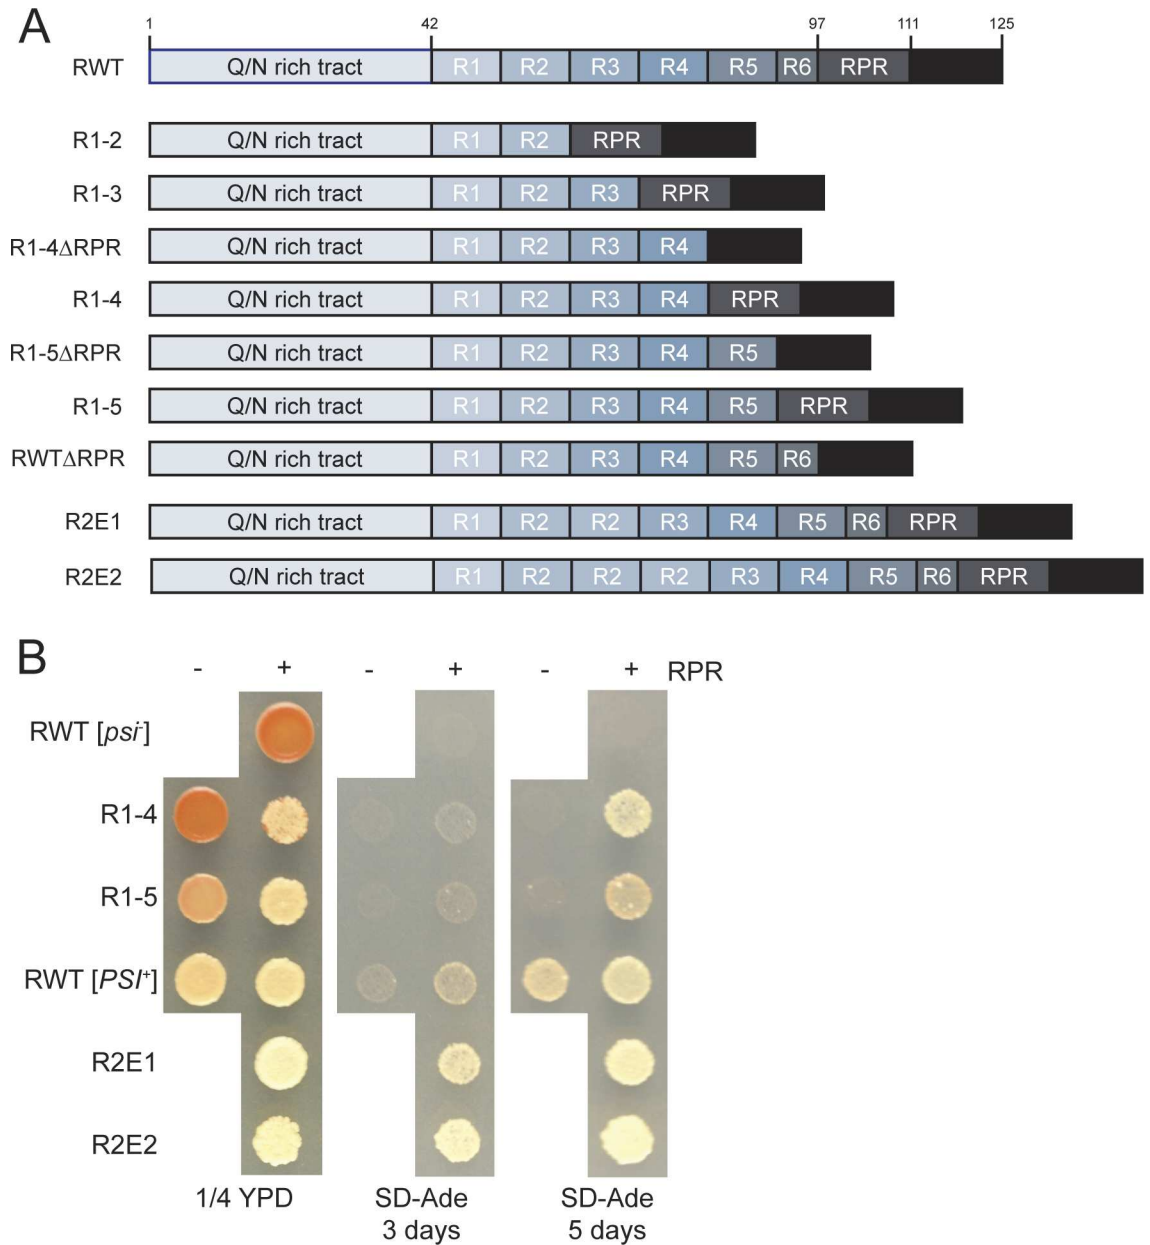 A
1 42 97 111 125
RWT Q/N rich tract R1 R2 R3 R4 R5 R6 RPR
R1-2 Q/N rich tract R1 R2 RPR
R1-3 Q/N rich tract R1 R2 R3 RPR
R1-4ΔRPR Q/N rich tract R1 R2 R3 R4
R1-4 Q/N rich tract R1 R2 R3 R4 RPR
R1-5ΔRPR Q/N rich tract R1 R2 R3 R4 R5
R1-5 Q/N rich tract R1 R2 R3 R4 R5 RPR
RWTΔRPR Q/N rich tract R1 R2 R3 R4 R5 R6
R2E1 Q/N rich tract R1 R2 R2 R3 R4 R5 R6 RPR
R2E2 Q/N rich tract R1 R2 R2 R2 R3 R4 R5 R6 RPR
B
- + - + - + RPR
RWT [psi-]
R1-4
R1-5
RWT [PSI+]
R2E1
R2E2
1/4 YPD SD-Ade SD-Ade
3 days 5 days